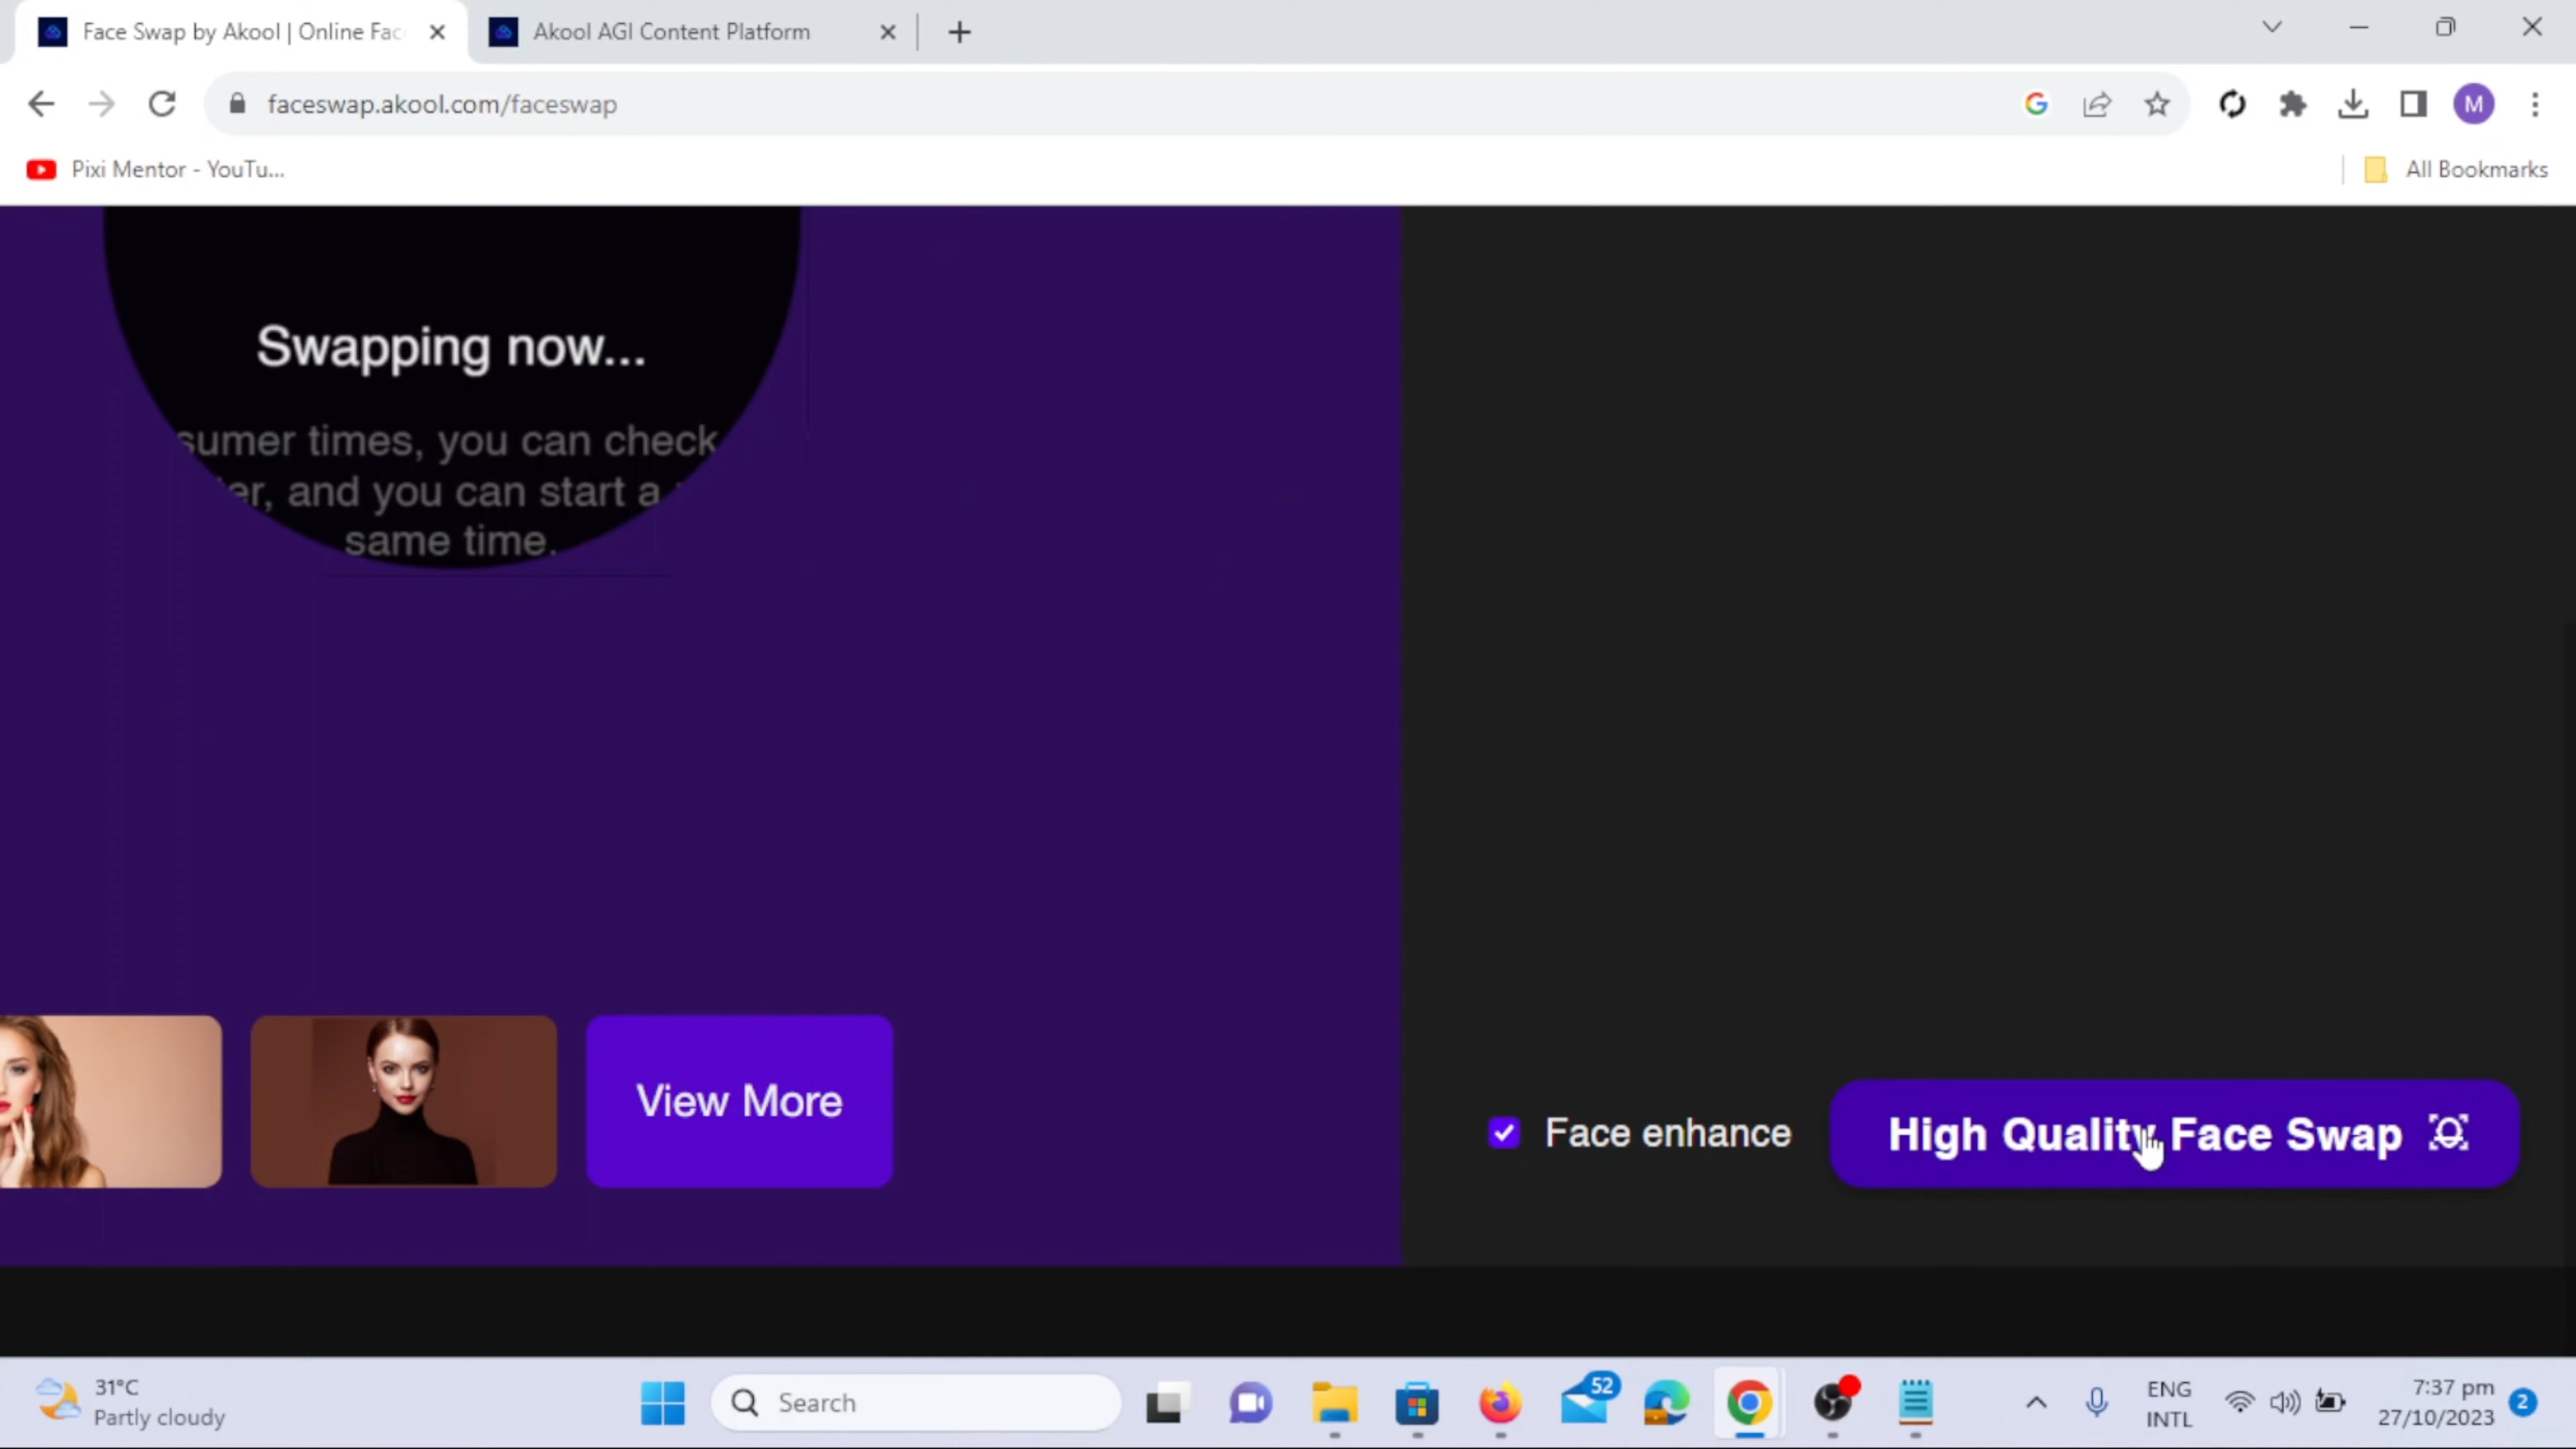 Face Swap by Akool | Online Fac
Akool AGI Content Platform
faceswap.akool.com/faceswap
M
Pixi Mentor - YouTu...
All Bookmarks
Swapping now...
sumer times, you can check
er, and you can start a
same time.
View More
Face enhance
High Quality Face Swap
31°C
Partly cloudy
Search
52
ENG
INTL
7:37 pm
27/10/2023
2